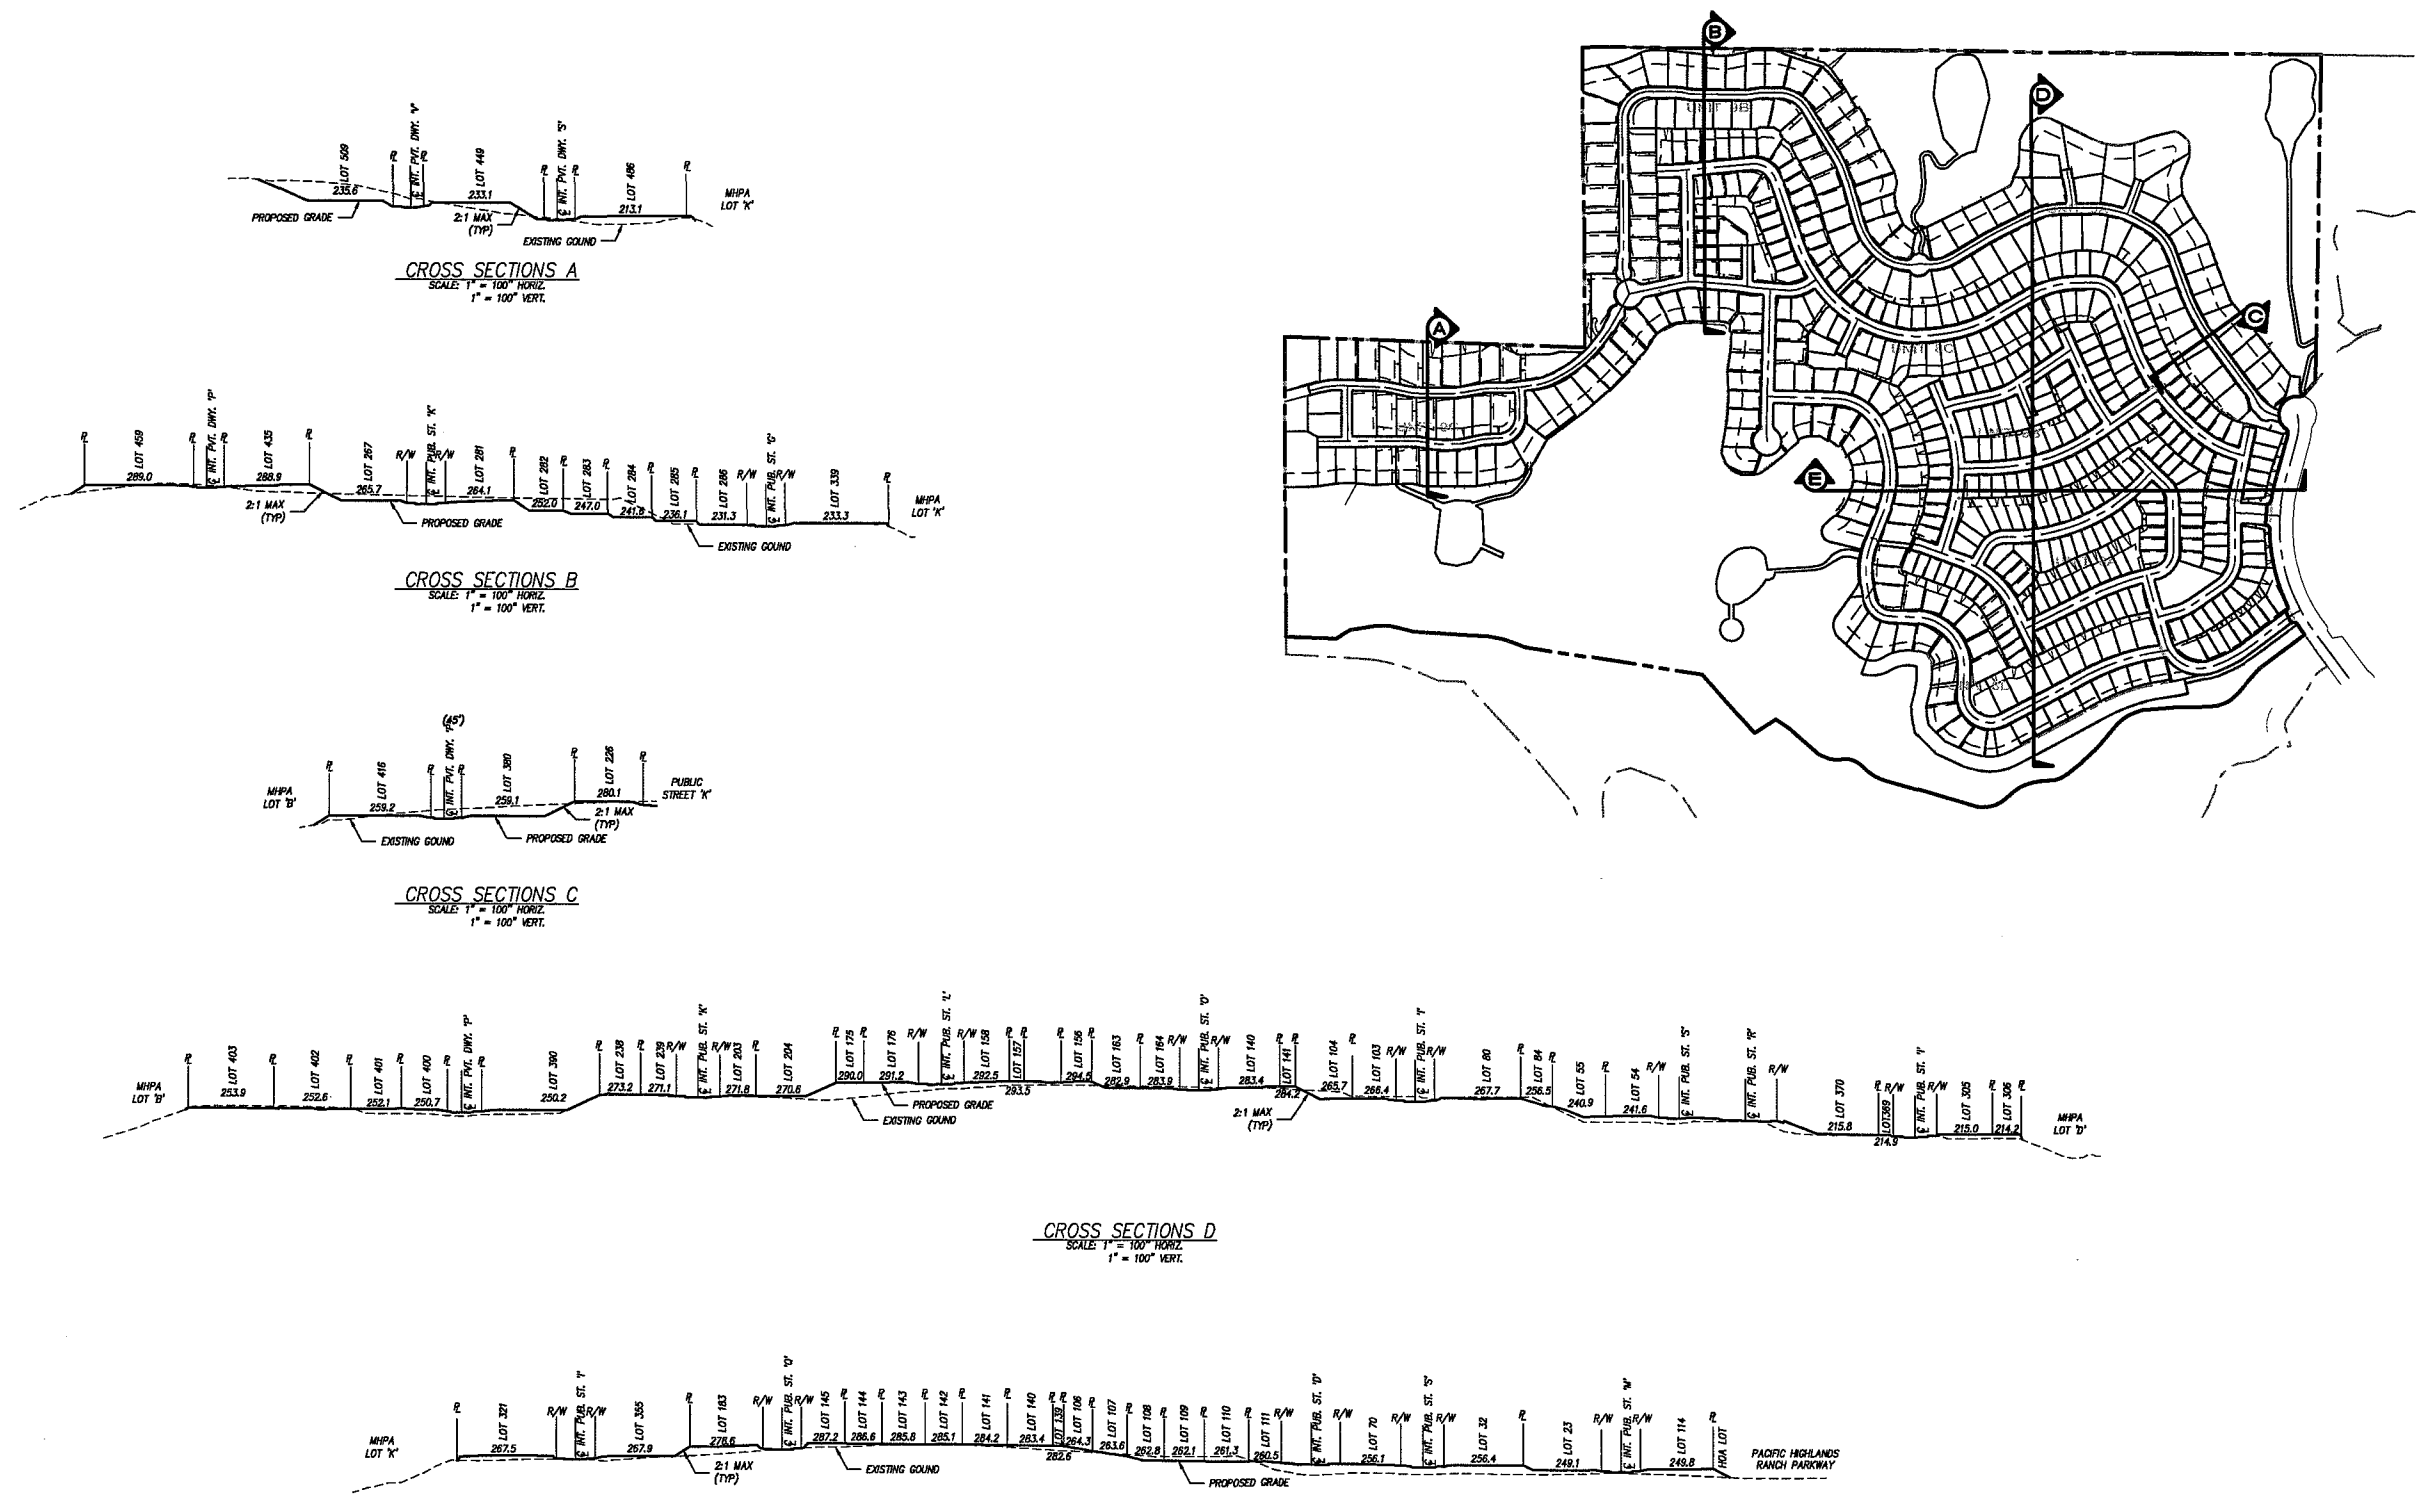 LOT 509
℄ INT. PVT. DWY. 'V'
LOT 449
℄ INT. PVT. DWY. 'S'
LOT 486
235.6
233.1
213.1
MHPA
LOT 'K'
PROPOSED GRADE
2:1 MAX
(TYP)
EXISTING GOUND
CROSS SECTIONS A
SCALE: 1" = 100" HORIZ.
1" = 100" VERT.
LOT 459
℄ INT. PVT. DWY. 'P'
LOT 435
LOT 267
R/W
℄ INT. PUB. ST. 'K'
R/W
LOT 281
LOT 282
LOT 283
LOT 284
LOT 285
LOT 286
R/W
℄ INT. PUB. ST. 'G'
R/W
LOT 339
289.0
288.9
265.7
264.1
252.0
247.0
241.8
236.1
231.3
233.3
MHPA
LOT 'K'
2:1 MAX
(TYP)
PROPOSED GRADE
EXISTING GOUND
CROSS SECTIONS B
SCALE: 1" = 100" HORIZ.
1" = 100" VERT.
(45')
MHPA
LOT 'B'
LOT 416
℄ INT. PVT. DWY. 'P'
LOT 380
LOT 226
259.2
259.1
280.1
PUBLIC
STREET 'K'
2:1 MAX
(TYP)
EXISTING GOUND
PROPOSED GRADE
CROSS SECTIONS C
SCALE: 1" = 100" HORIZ.
1" = 100" VERT.
B
D
C
A
E
UNIT 9B
UNIT 8C
MHPA
LOT 'B'
LOT 403
LOT 402
LOT 401
LOT 400
℄ INT. PVT. DWY. 'P'
LOT 390
LOT 238
LOT 239
R/W
℄ INT. PUB. ST. 'K'
R/W
LOT 203
LOT 204
LOT 175
LOT 176
R/W
℄ INT. PUB. ST. 'L'
R/W
LOT 158
LOT 157
LOT 156
LOT 163
LOT 164
R/W
℄ INT. PUB. ST. 'O'
R/W
LOT 140
LOT 141
LOT 104
LOT 103
R/W
℄ INT. PUB. ST. 'T'
R/W
LOT 80
LOT 84
LOT 55
LOT 54
R/W
℄ INT. PUB. ST. 'S'
℄ INT. PUB. ST. 'R'
R/W
LOT 370
LOT 369
R/W
℄ INT. PUB. ST. 'I'
R/W
LOT 305
LOT 306
253.9
252.6
252.1
250.7
250.2
273.2
271.1
271.8
270.6
290.0
291.2
292.5
293.5
294.5
282.9
283.9
283.4
284.2
265.7
266.4
267.7
256.5
240.9
241.6
215.8
214.9
215.0
214.2
MHPA
LOT 'D'
PROPOSED GRADE
EXISTING GOUND
2:1 MAX
(TYP)
CROSS SECTIONS D
SCALE: 1" = 100" HORIZ.
1" = 100" VERT.
MHPA
LOT 'K'
LOT 321
R/W
℄ INT. PUB. ST. 'I'
R/W
LOT 355
LOT 183
R/W
℄ INT. PUB. ST. 'Q'
R/W
LOT 145
LOT 144
LOT 143
LOT 142
LOT 141
LOT 140
LOT 139
LOT 106
LOT 107
LOT 108
LOT 109
LOT 110
LOT 111
R/W
℄ INT. PUB. ST. 'D'
R/W
LOT 70
R/W
℄ INT. PUB. ST. 'S'
R/W
LOT 32
LOT 23
R/W
℄ INT. PUB. ST. 'M'
R/W
LOT 114
HOA LOT
267.5
267.9
278.6
287.2
286.6
285.8
285.1
284.2
283.4
282.6
264.3
263.6
262.8
262.1
261.3
260.5
256.1
256.4
249.1
249.8
PACIFIC HIGHLANDS
RANCH PARKWAY
2:1 MAX
(TYP)
EXISTING GOUND
PROPOSED GRADE